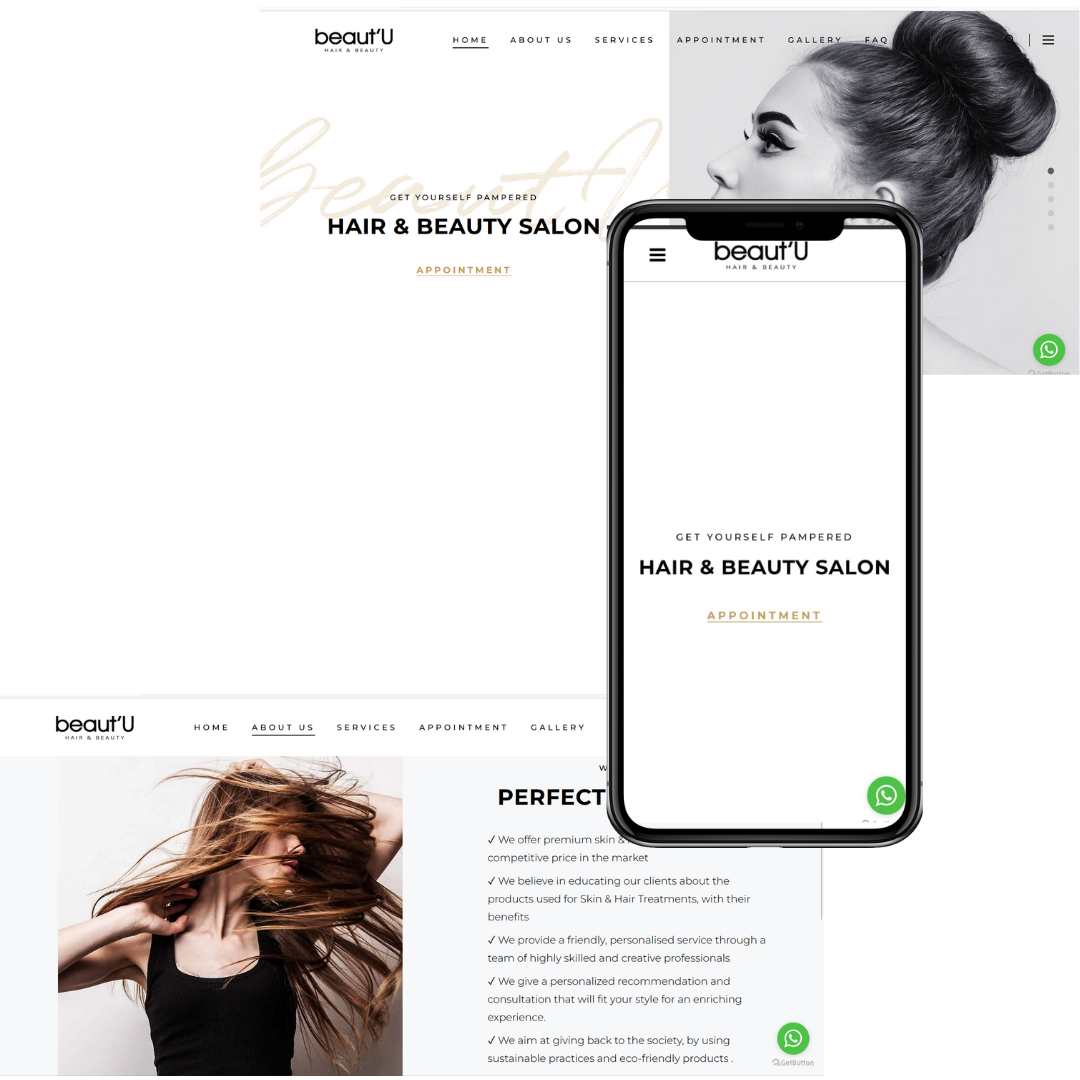 beaut'U
HAIR & BEAUTY
HOME ABOUT US SERVICES APPOINTMENT GALLERY FAQ
BeautU
GET YOURSELF PAMPERED
HAIR & BEAUTY SALON
APPOINTMENT
GetButton
beaut'U
HAIR & BEAUTY
GET YOURSELF PAMPERED
HAIR & BEAUTY SALON
APPOINTMENT
beaut'U
HAIR & BEAUTY
HOME ABOUT US SERVICES APPOINTMENT GALLERY
PERFECT
✓ We offer premium skin &
competitive price in the market
✓ We believe in educating our clients about the
products used for Skin & Hair Treatments, with their
benefits
✓ We provide a friendly, personalised service through a
team of highly skilled and creative professionals
✓ We give a personalized recommendation and
consultation that will fit your style for an enriching
experience.
✓ We aim at giving back to the society, by using
sustainable practices and eco-friendly products .
GetButton